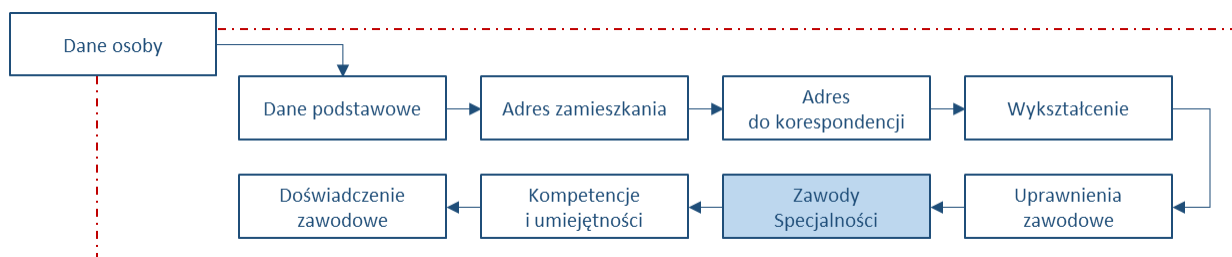 Dane osoby
Dane podstawowe
Adres zamieszkania
Adres
do korespondencji
Wykształcenie
Doświadczenie
zawodowe
Kompetencje
i umiejętności
Zawody
Specjalności
Uprawnienia
zawodowe